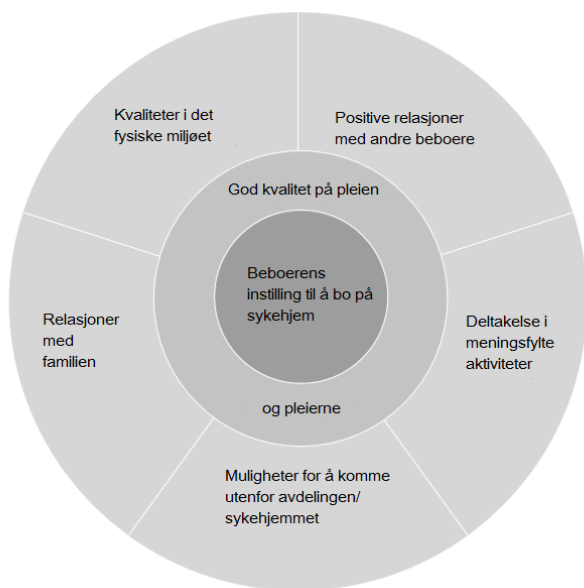 Kvaliteter i det
fysiske miljøet
Positive relasjoner
med andre beboere
God kvalitet på pleien
Beboerens
instilling til å bo på
sykehjem
Relasjoner
med
familien
Deltakelse i
meningsfylte
aktiviteter
og pleierne
Muligheter for å komme
utenfor avdelingen/
sykehjemmet